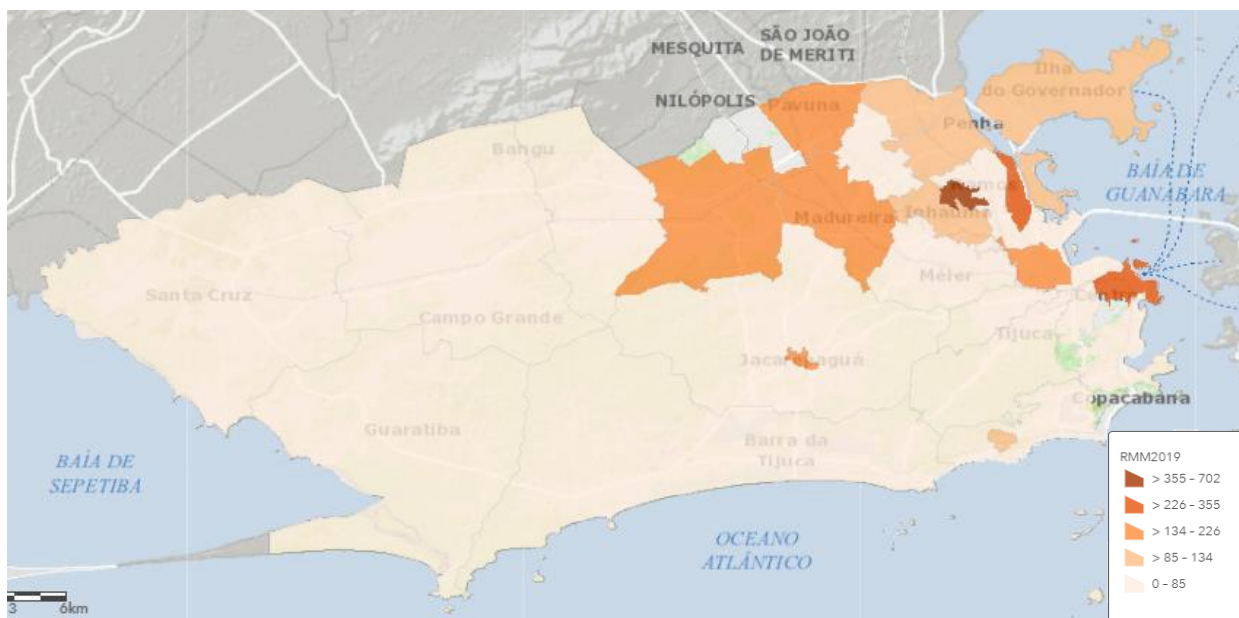 MESQUITA
SÃO JOÃO
DE MERITI
NILÓPOLIS
Pavuna
Ilha
do Governador
Penha
Bangu
BAÍA DE
GUANABARA
Ramos
Inhaúma
Madureira
Méier
Centro
Santa Cruz
Campo Grande
Tijuca
Jacarepaguá
Copacabana
Guaratiba
Barra da
Tijuca
BAÍA DE
SEPETIBA
OCEANO
ATLÂNTICO
3 6km
RMM2019
> 355 - 702
> 226 - 355
> 134 - 226
> 85 - 134
0 - 85